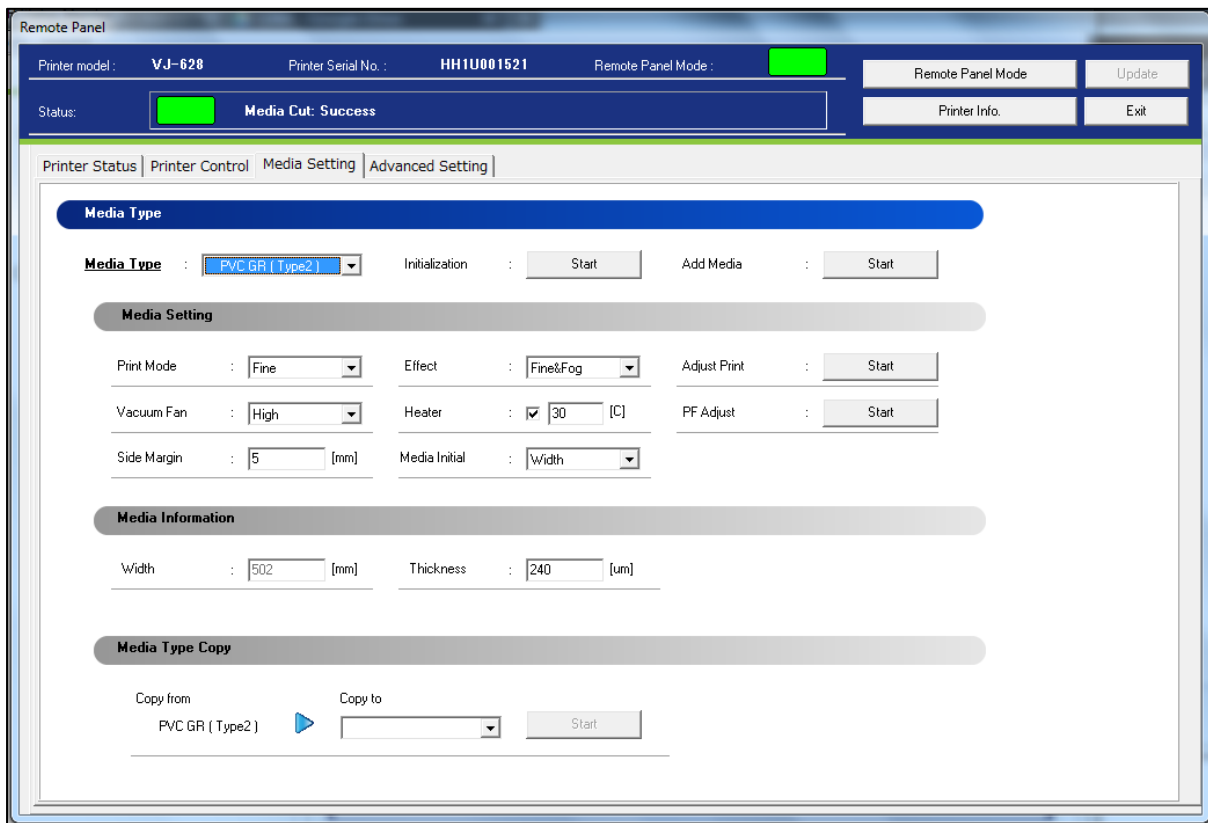 Remote Panel
Printer model : VJ-628 Printer Serial No. : HH1U001521 Remote Panel Mode : Remote Panel Mode Update
Status: Media Cut: Success Printer Info. Exit
Printer Status Printer Control Media Setting Advanced Setting
Media Type
Media Type : PVC GR ( Type2 ) Initialization : Start Add Media : Start
Media Setting
Print Mode : Fine Effect : Fine&Fog Adjust Print : Start
Vacuum Fan : High Heater : 30 [C] PF Adjust : Start
Side Margin : 5 [mm] Media Initial : Width
Media Information
Width : 502 [mm] Thickness : 240 [um]
Media Type Copy
Copy from Copy to
PVC GR ( Type2 ) Start